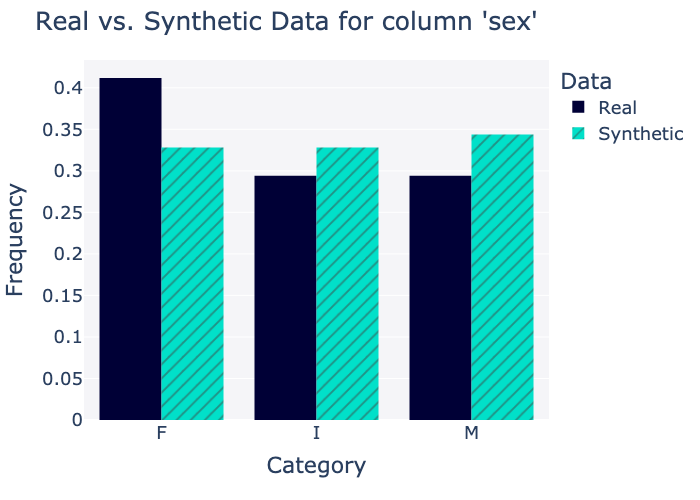 Real vs. Synthetic Data for column 'sex'
Data
Real
Synthetic
Frequency
0.4
0.35
0.3
0.25
0.2
0.15
0.1
0.05
0
F
I
M
Category